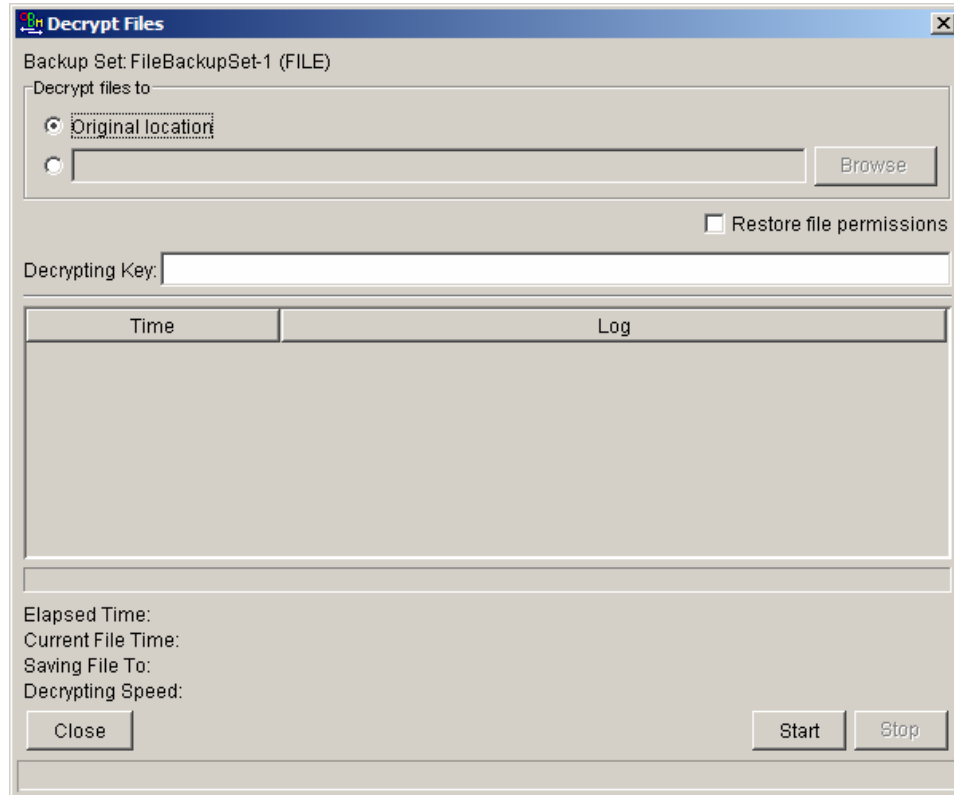 OBM Decrypt Files
Backup Set: FileBackupSet-1 (FILE)
Decrypt files to
Original location
Browse
Restore file permissions
Decrypting Key:
Time Log
Elapsed Time:
Current File Time:
Saving File To:
Decrypting Speed:
Close Start Stop